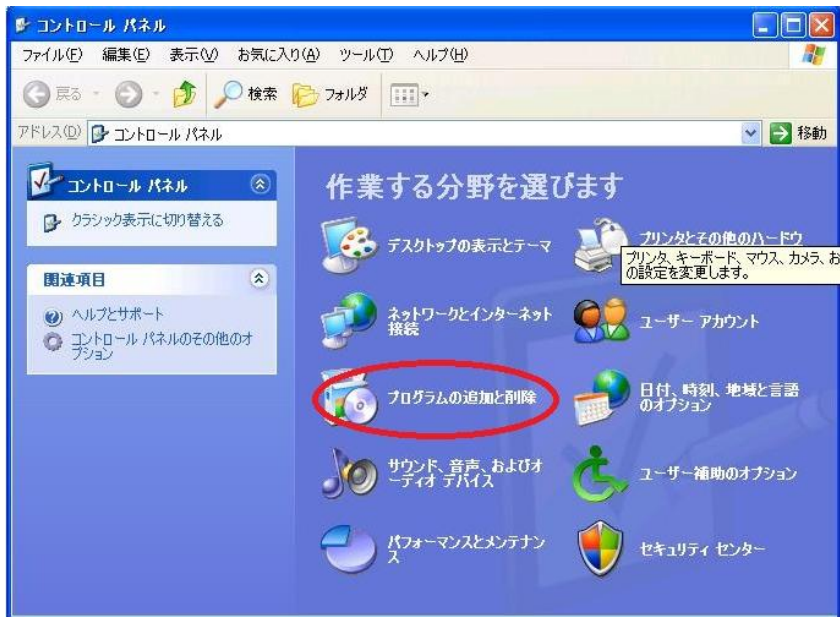 コントロール パネル
ファイル(F) 編集(E) 表示(V) お気に入り(A) ツール(T) ヘルプ(H)
戻る 検索 フォルダ
アドレス(D) コントロール パネル 移動
コントロール パネル
クラシック表示に切り替える
関連項目
ヘルプとサポート
コントロール パネルのその他のオ
プション
作業する分野を選びます
デスクトップの表示とテーマ
プリンタとその他のハードウ
プリンタ、キーボード、マウス、カメラ、お
の設定を変更します。
ネットワークとインターネット
接続
ユーザー アカウント
プログラムの追加と削除
日付、時刻、地域と言語
のオプション
サウンド、音声、およびオ
ーディオ デバイス
ユーザー補助のオプション
パフォーマンスとメンテナン
ス
セキュリティ センター